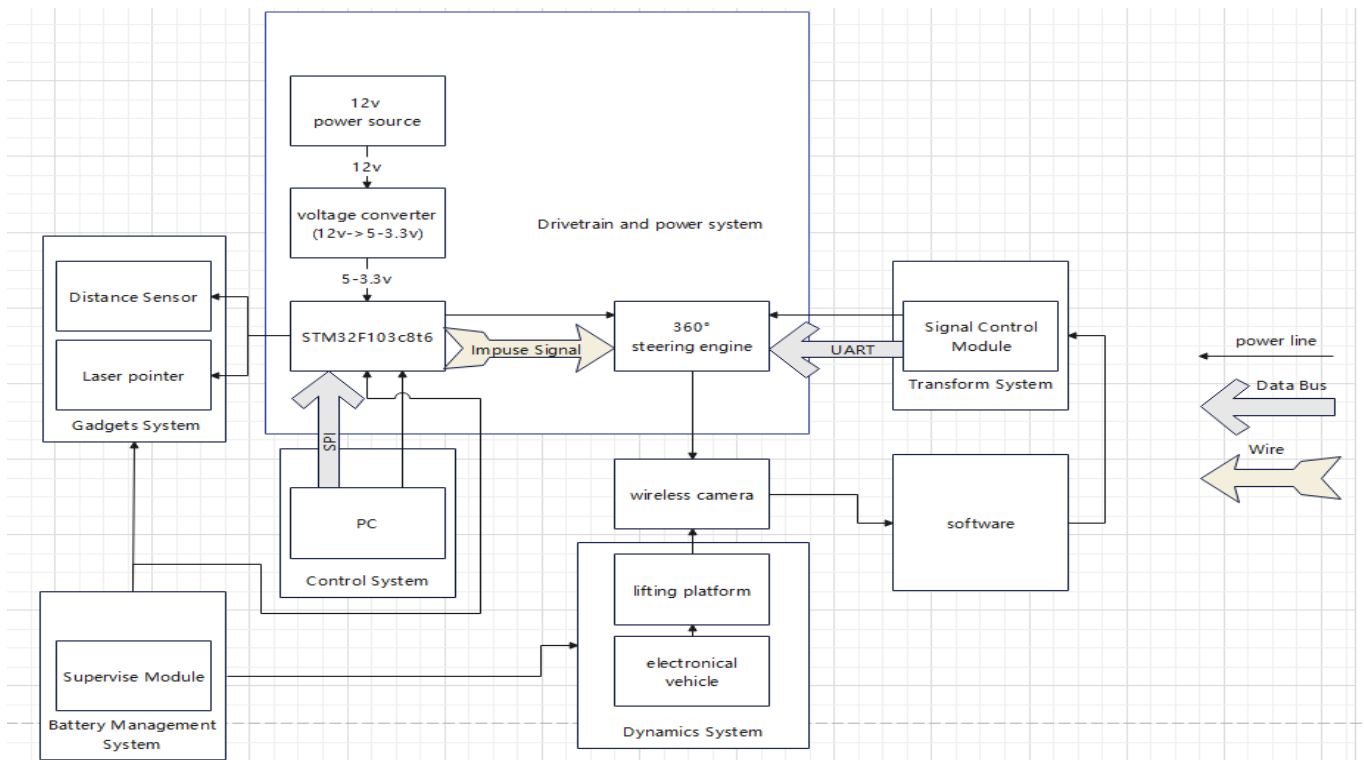 12v
power source
12v
voltage converter
(12v->5-3.3v)
Drivetrain and power system
5-3.3v
Distance Sensor
Laser pointer
Gadgets System
STM32F103c8t6
Impuse Signal
360°
steering engine
UART
Signal Control
Module
Transform System
power line
Data Bus
Wire
SPI
PC
Control System
wireless camera
software
lifting platform
electronical
vehicle
Dynamics System
Supervise Module
Battery Management
System